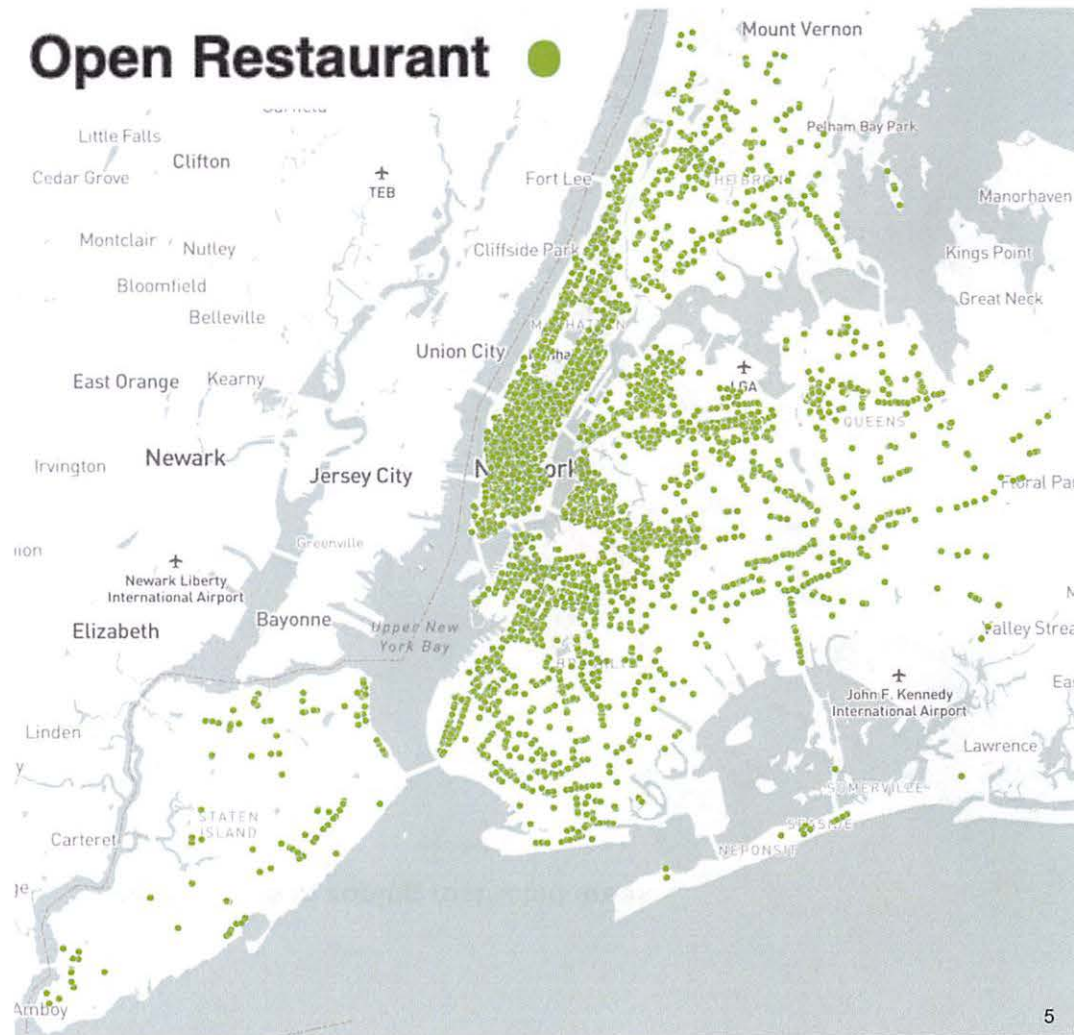 Open Restaurant
Mount Vernon
Little Falls
Clifton
Pelham Bay Park
Cedar Grove
TEB
Fort Lee
Manorhaven
Montclair
Nutley
Cliffside Park
Kings Point
Bloomfield
Great Neck
Belleville
Union City
East Orange
Kearny
LGA
QUEENS
Newark
Irvington
Jersey City
Greenville
Newark Liberty
International Airport
Elizabeth
Bayonne
Upper New
York Bay
John F. Kennedy
International Airport
Linden
Lawrence
SOMERVILLE
STATEN
ISLAND
Carteret
NEPONSIT
5